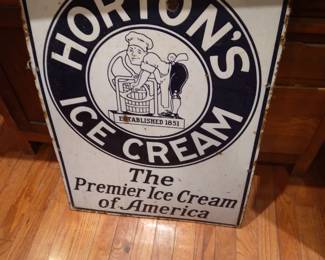 HORTON'S
ESTABLISHED 1851
ICE CREAM
The
Premier Ice Cream
of America